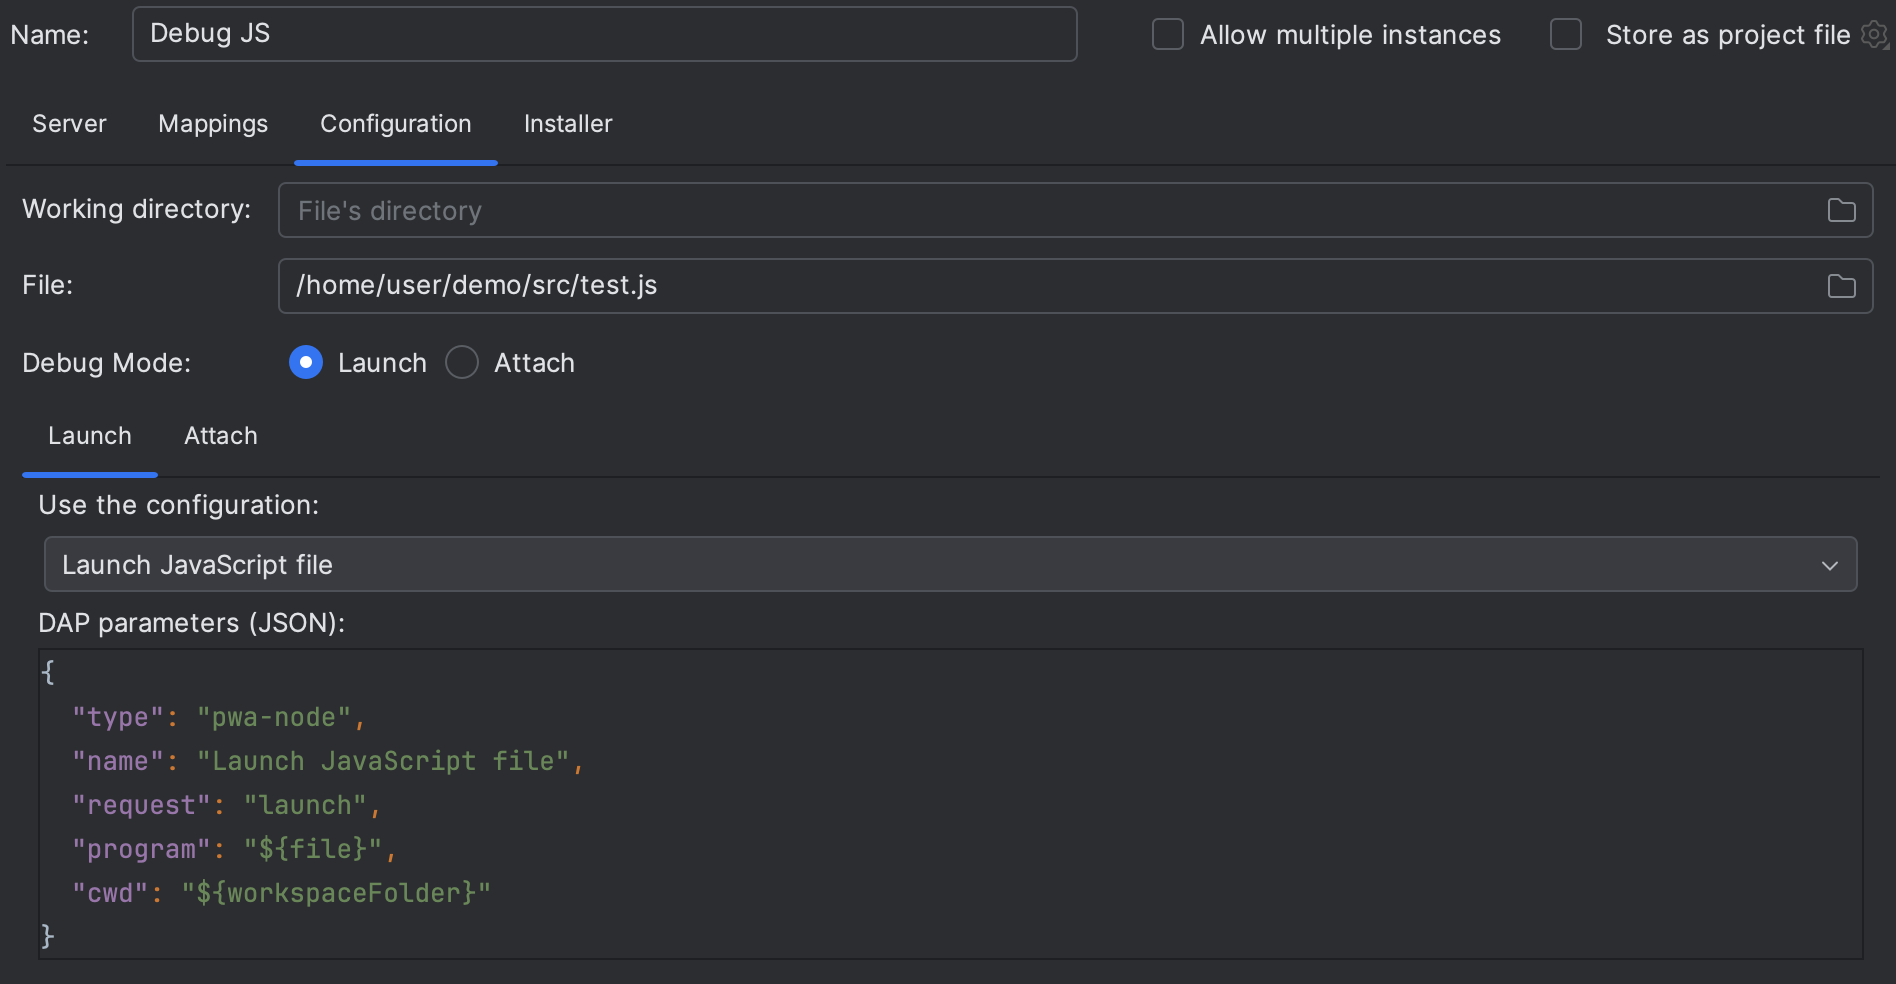 Name: Debug JS Allow multiple instances Store as project file
Server Mappings Configuration Installer
Working directory: File's directory
File: /home/user/demo/src/test.js
Debug Mode: Launch Attach
Launch Attach
Use the configuration:
Launch JavaScript file
DAP parameters (JSON):
{
  "type": "pwa-node",
  "name": "Launch JavaScript file",
  "request": "launch",
  "program": "${file}",
  "cwd": "${workspaceFolder}"
}